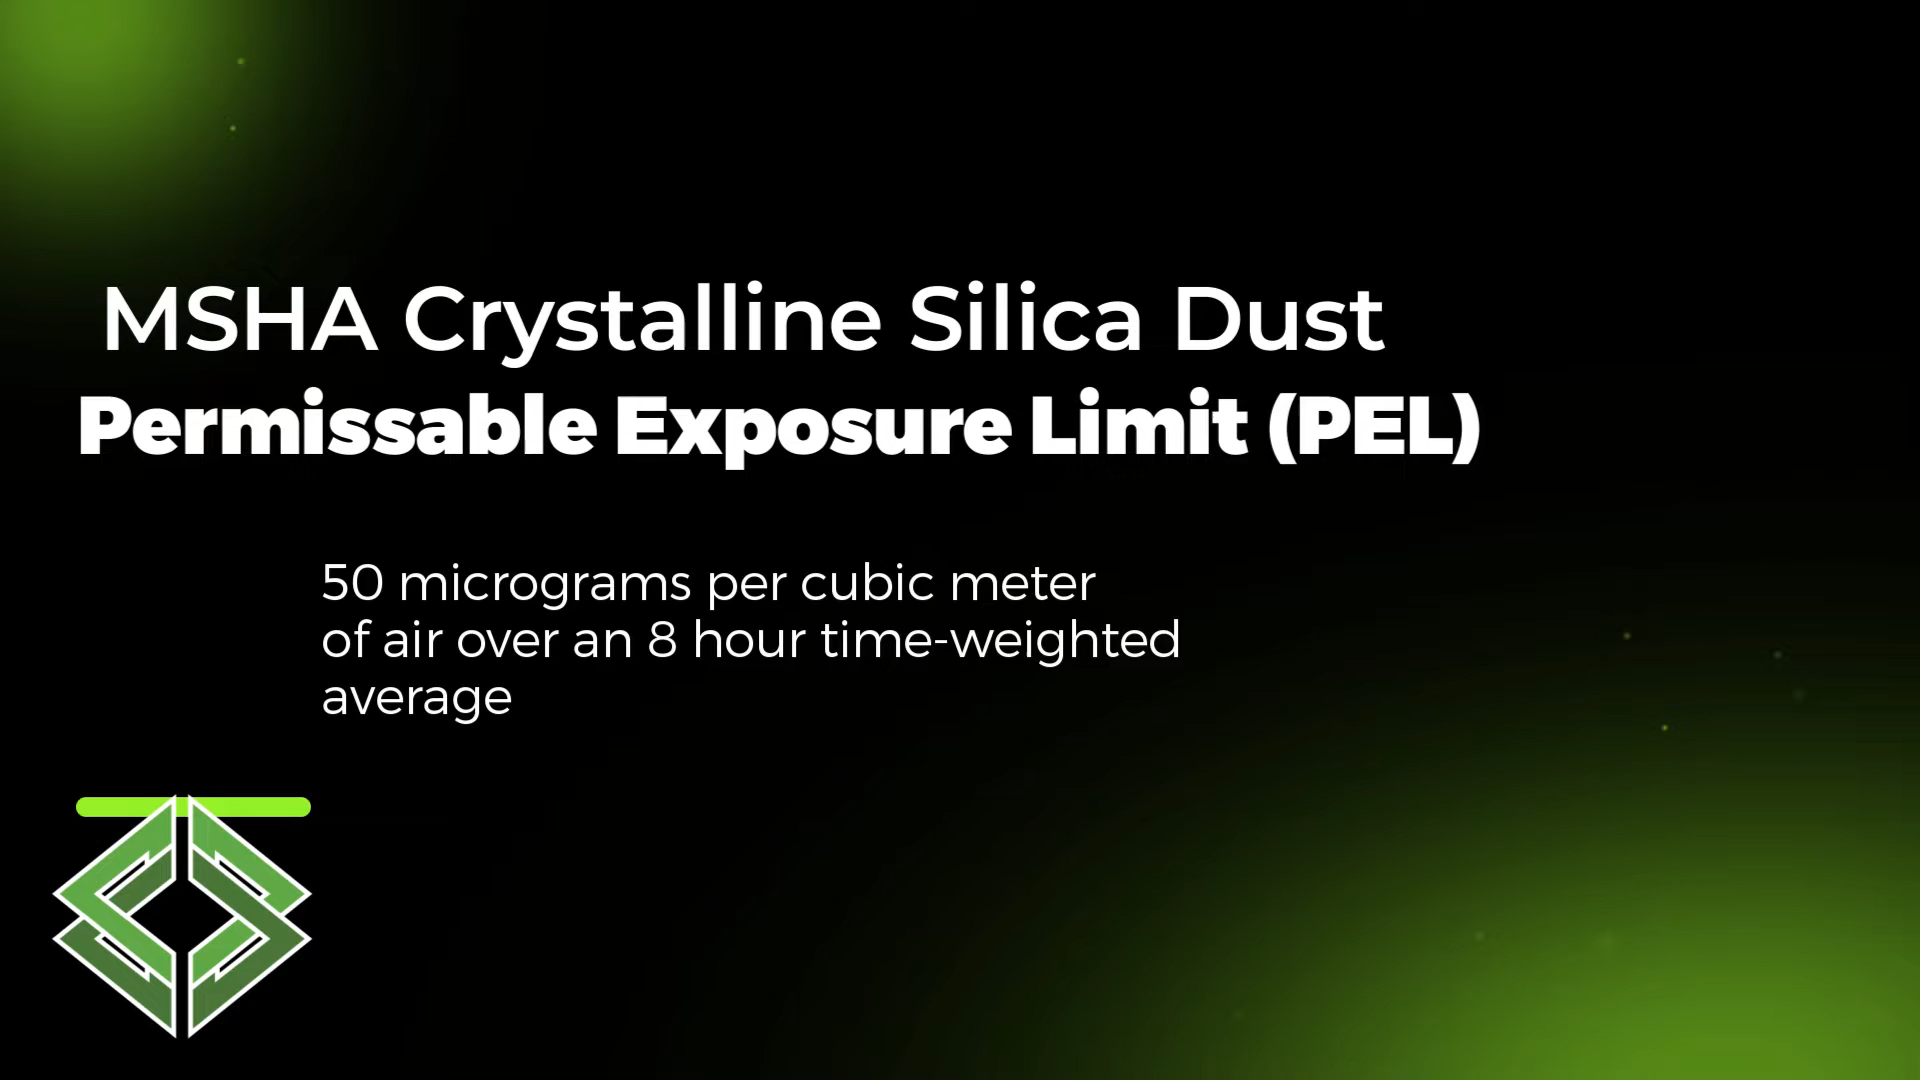 MSHA Crystalline Silica Dust
Permissable Exposure Limit (PEL)
50 micrograms per cubic meter
of air over an 8 hour time-weighted
average